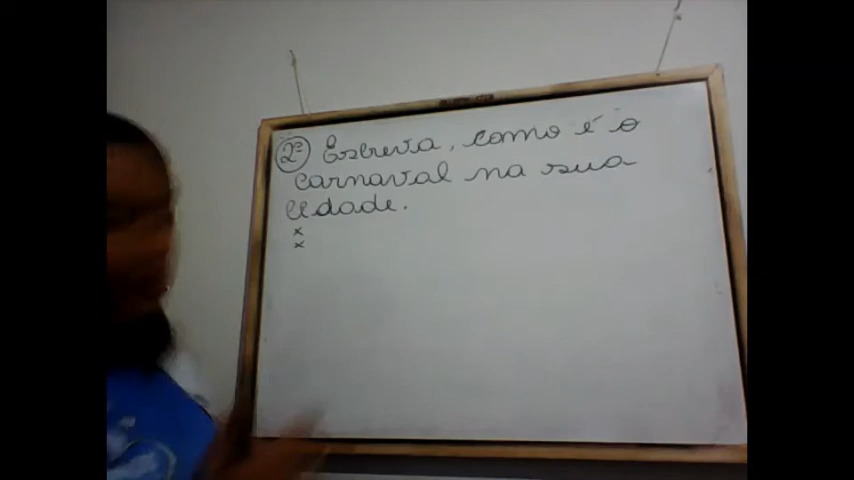 2º Escreva, como é o
carnaval na sua
cidade.
x
x